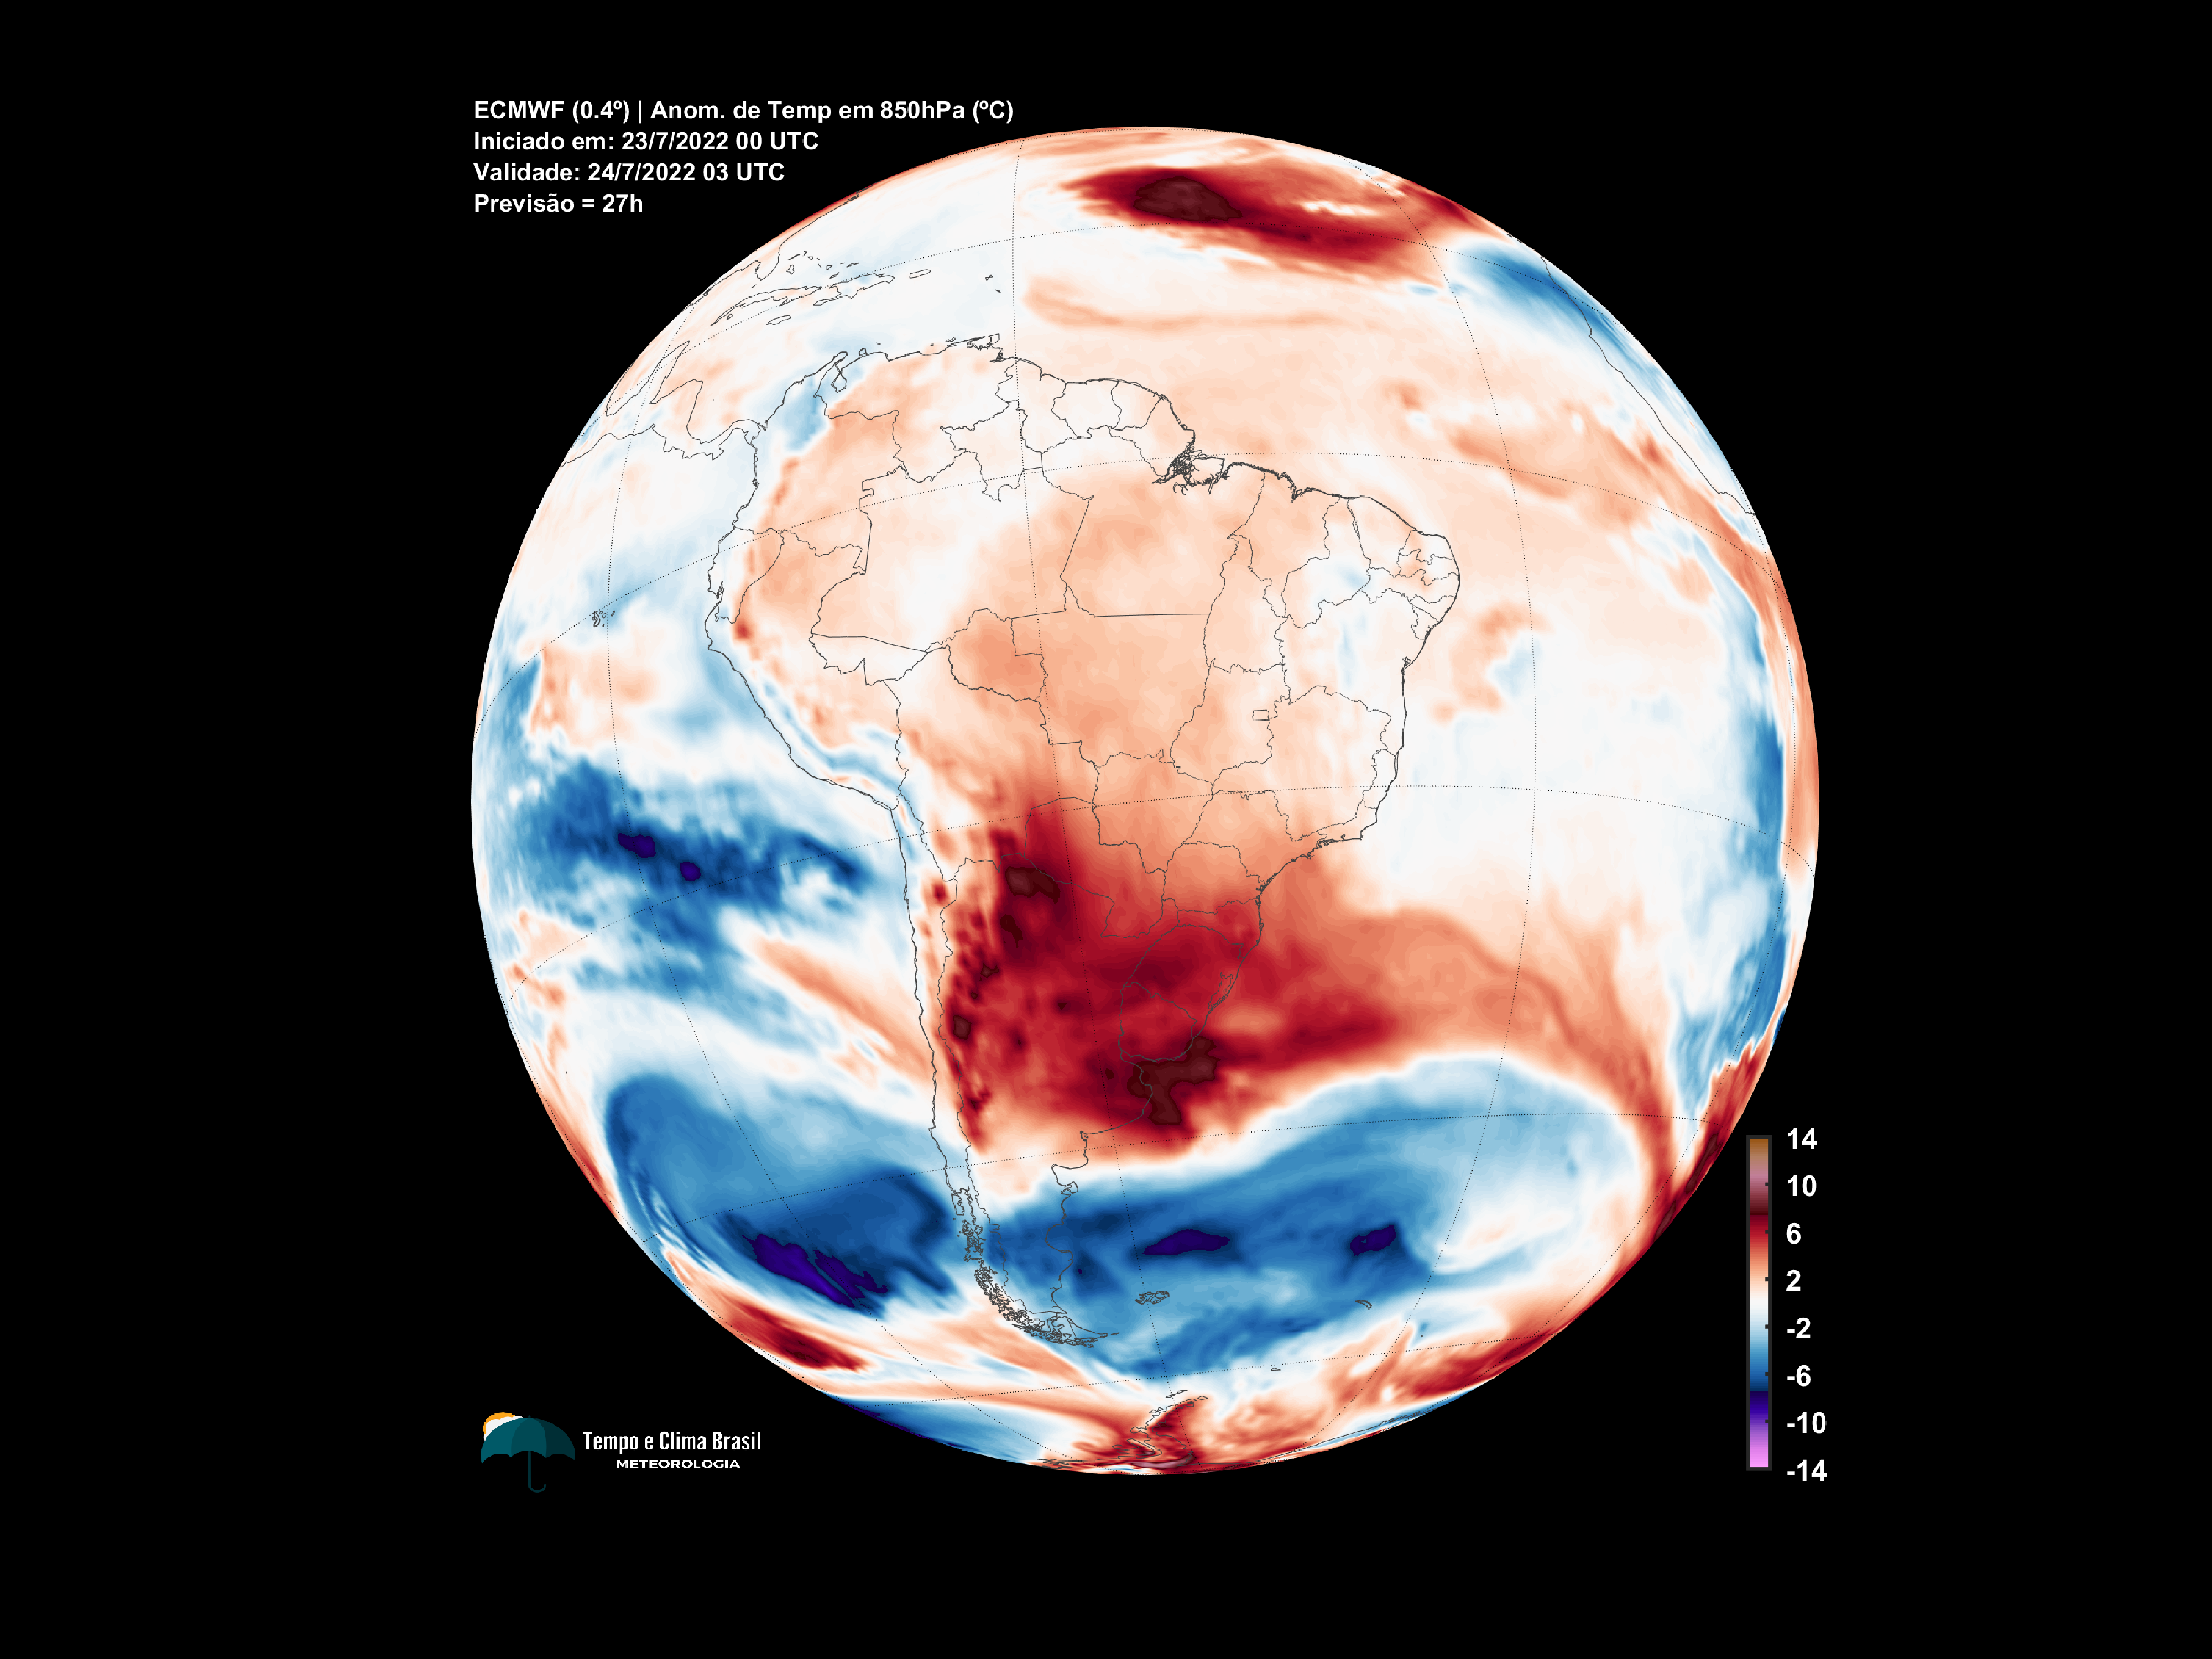 ECMWF (0.4º) | Anom. de Temp em 850hPa (ºC)
Iniciado em: 23/7/2022 00 UTC
Validade: 24/7/2022 03 UTC
Previsão = 27h
14
10
6
2
-2
-6
-10
-14
Tempo e Clima Brasil
METEOROLOGIA